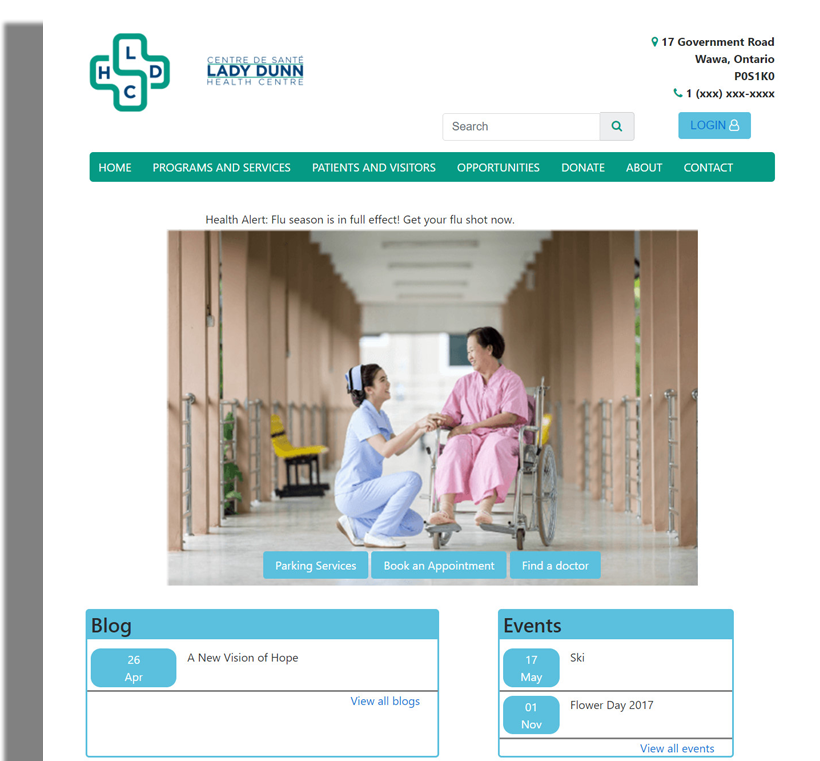 L
H D
C
CENTRE DE SANTÉ
LADY DUNN
HEALTH CENTRE
17 Government Road
Wawa, Ontario
P0S1K0
1 (xxx) xxx-xxxx
Search
LOGIN
HOME PROGRAMS AND SERVICES PATIENTS AND VISITORS OPPORTUNITIES DONATE ABOUT CONTACT
Health Alert: Flu season is in full effect! Get your flu shot now.
Parking Services Book an Appointment Find a doctor
Blog
26
Apr
A New Vision of Hope
View all blogs
Events
17
May
Ski
01
Nov
Flower Day 2017
View all events